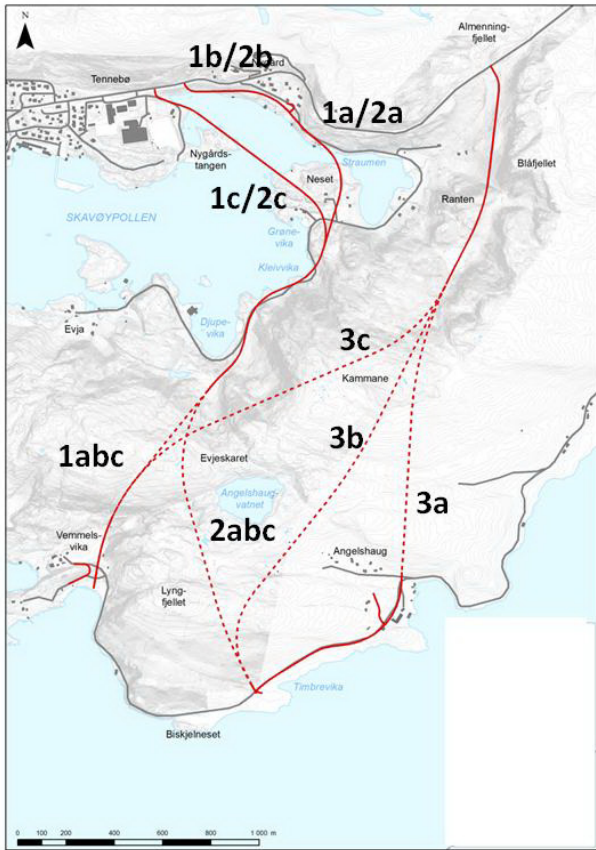 N
Almenning-
fjellet
1b/2b
Tennebø
1a/2a
Nygårds-
tangen
Straumen
Blåfjellet
Neset
Ranten
1c/2c
SKAVØYPOLLEN
Grøne-
vika
Kleivvika
Djupe-
vika
Evja
3c
Kammane
3b
1abc
Evjeskaret
Angelshaug-
vatnet
3a
2abc
Vemmels-
vika
Angelshaug
Lyng-
fjellet
Timbrevika
Biskjelneset
0 100 200 400 600 800 1 000
m